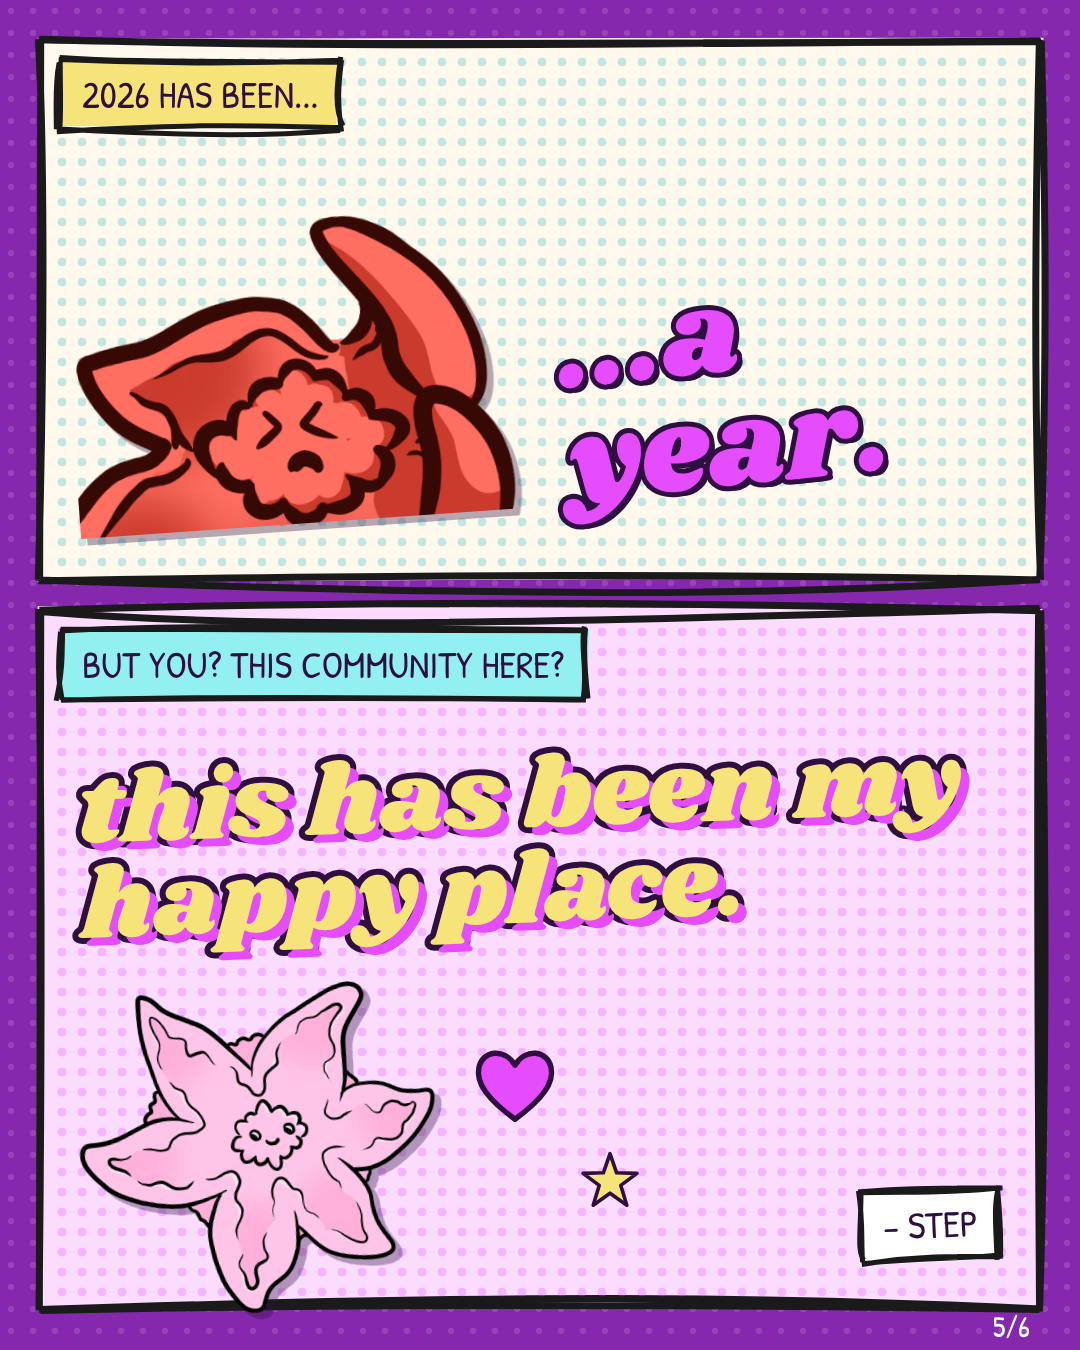 2026 HAS BEEN...
...a
year.
BUT YOU? THIS COMMUNITY HERE?
this has been my
happy place.
- STEP
5/6